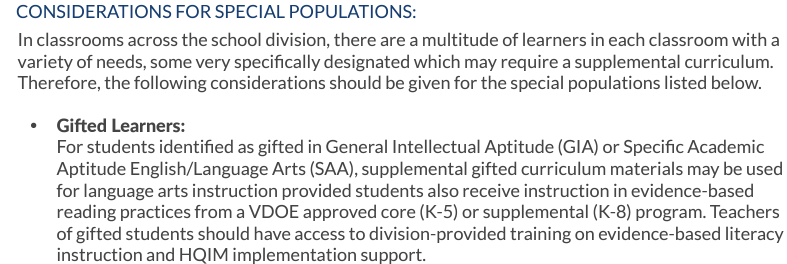 CONSIDERATIONS FOR SPECIAL POPULATIONS:
In classrooms across the school division, there are a multitude of learners in each classroom with a
variety of needs, some very specifically designated which may require a supplemental curriculum.
Therefore, the following considerations should be given for the special populations listed below.
• Gifted Learners:
For students identified as gifted in General Intellectual Aptitude (GIA) or Specific Academic
Aptitude English/Language Arts (SAA), supplemental gifted curriculum materials may be used
for language arts instruction provided students also receive instruction in evidence-based
reading practices from a VDOE approved core (K-5) or supplemental (K-8) program. Teachers
of gifted students should have access to division-provided training on evidence-based literacy
instruction and HQIM implementation support.